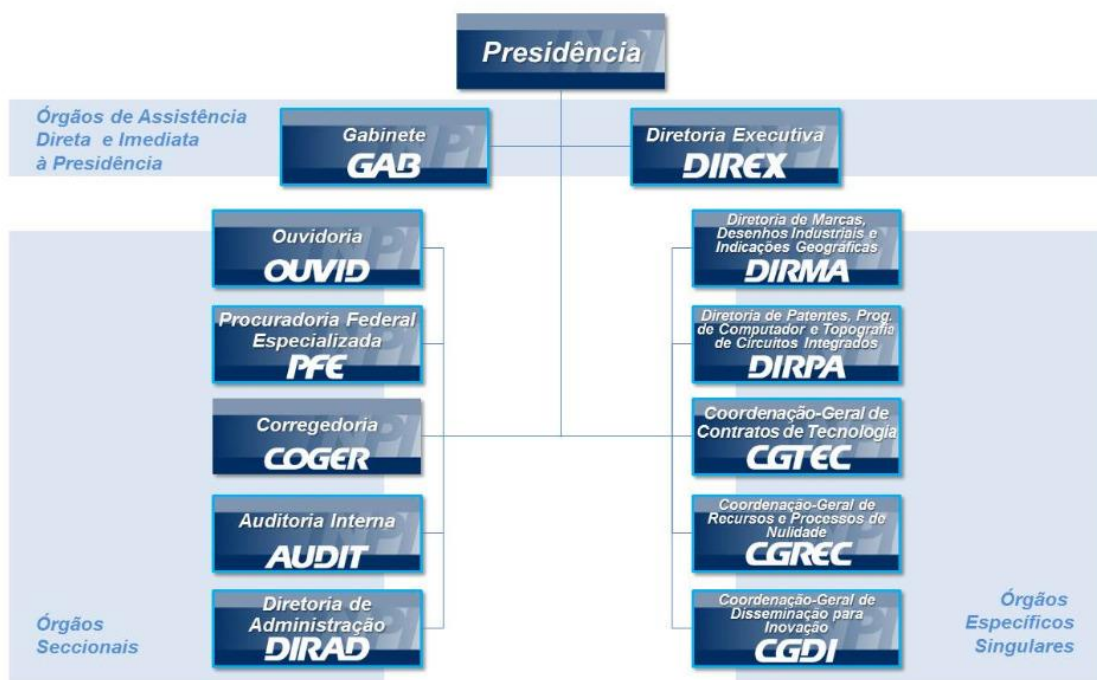 Presidência
Órgãos de Assistência
Direta e Imediata
à Presidência
Gabinete
GAB
Diretoria Executiva
DIREX
Ouvidoria
OUVID
Procuradoria Federal
Especializada
PFE
Corregedoria
COGER
Auditoria Interna
AUDIT
Diretoria de
Administração
DIRAD
Órgãos
Seccionais
Diretoria de Marcas,
Desenhos Industriais e
Indicações Geográficas
DIRMA
Diretoria de Patentes, Prog.
de Computador e Topografia
de Circuitos Integrados
DIRPA
Coordenação-Geral de
Contratos de Tecnologia
CGTEC
Coordenação-Geral de
Recursos e Processos de
Nulidade
CGREC
Coordenação-Geral de
Disseminação para
Inovação
CGDI
Órgãos
Específicos
Singulares